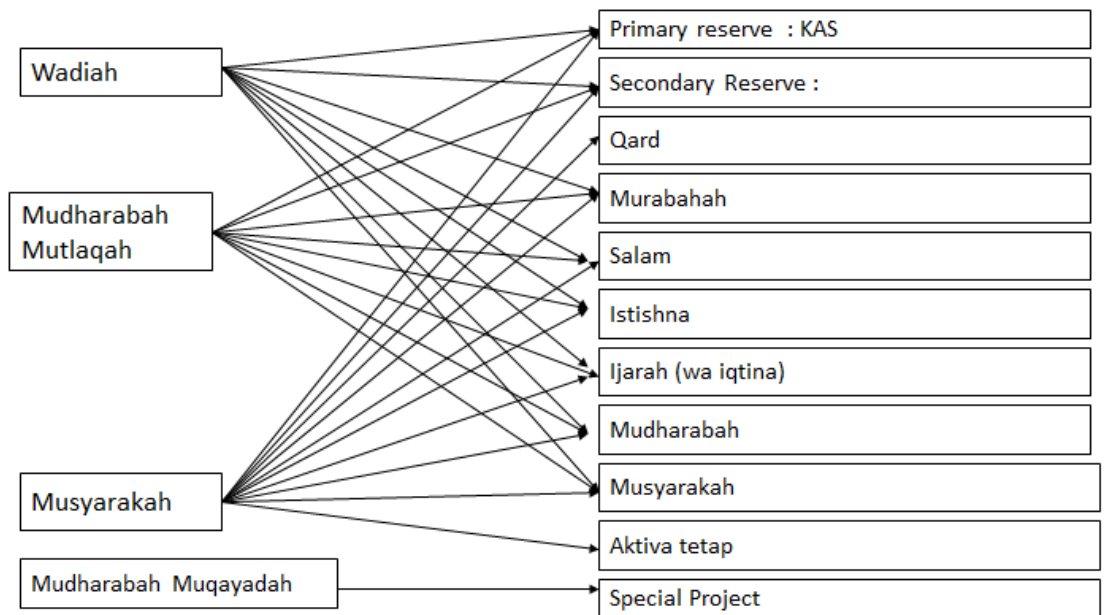 Wadiah
Mudharabah
Mutlaqah
Musyarakah
Mudharabah Muqayadah
Primary reserve : KAS
Secondary Reserve :
Qard
Murabahah
Salam
Istishna
Ijarah (wa iqtina)
Mudharabah
Musyarakah
Aktiva tetap
Special Project